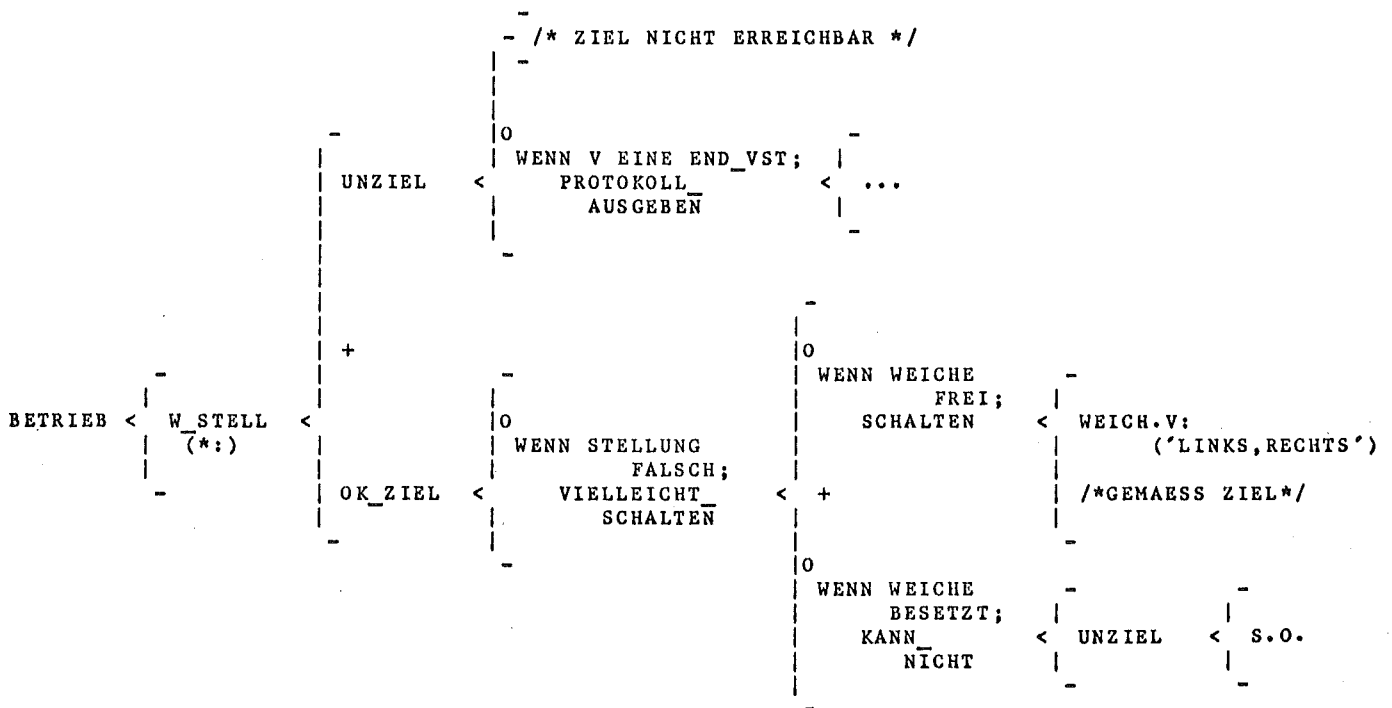 /* ZIEL NICHT ERREICHBAR */
O
WENN V EINE END_VST;
UNZIEL < PROTOKOLL_ < ...
AUSGEBEN
+ O
WENN WEICHE
FREI;
BETRIEB < W_STELL < O SCHALTEN < WEICH.V:
(*:) WENN STELLUNG ('LINKS,RECHTS')
FALSCH;
OK_ZIEL < VIELLEICHT_ < + /*GEMAESS ZIEL*/
SCHALTEN
O
WENN WEICHE
BESETZT;
KANN_ < UNZIEL < S.O.
NICHT